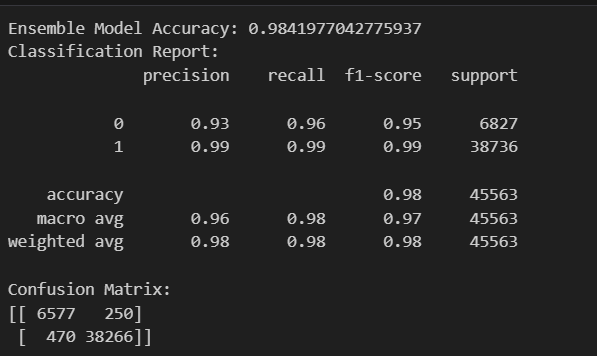 Ensemble Model Accuracy: 0.9841977042775937
Classification Report:
precision recall f1-score support
0 0.93 0.96 0.95 6827
1 0.99 0.99 0.99 38736
accuracy 0.98 45563
macro avg 0.96 0.98 0.97 45563
weighted avg 0.98 0.98 0.98 45563
Confusion Matrix:
[[ 6577 250]
[ 470 38266]]